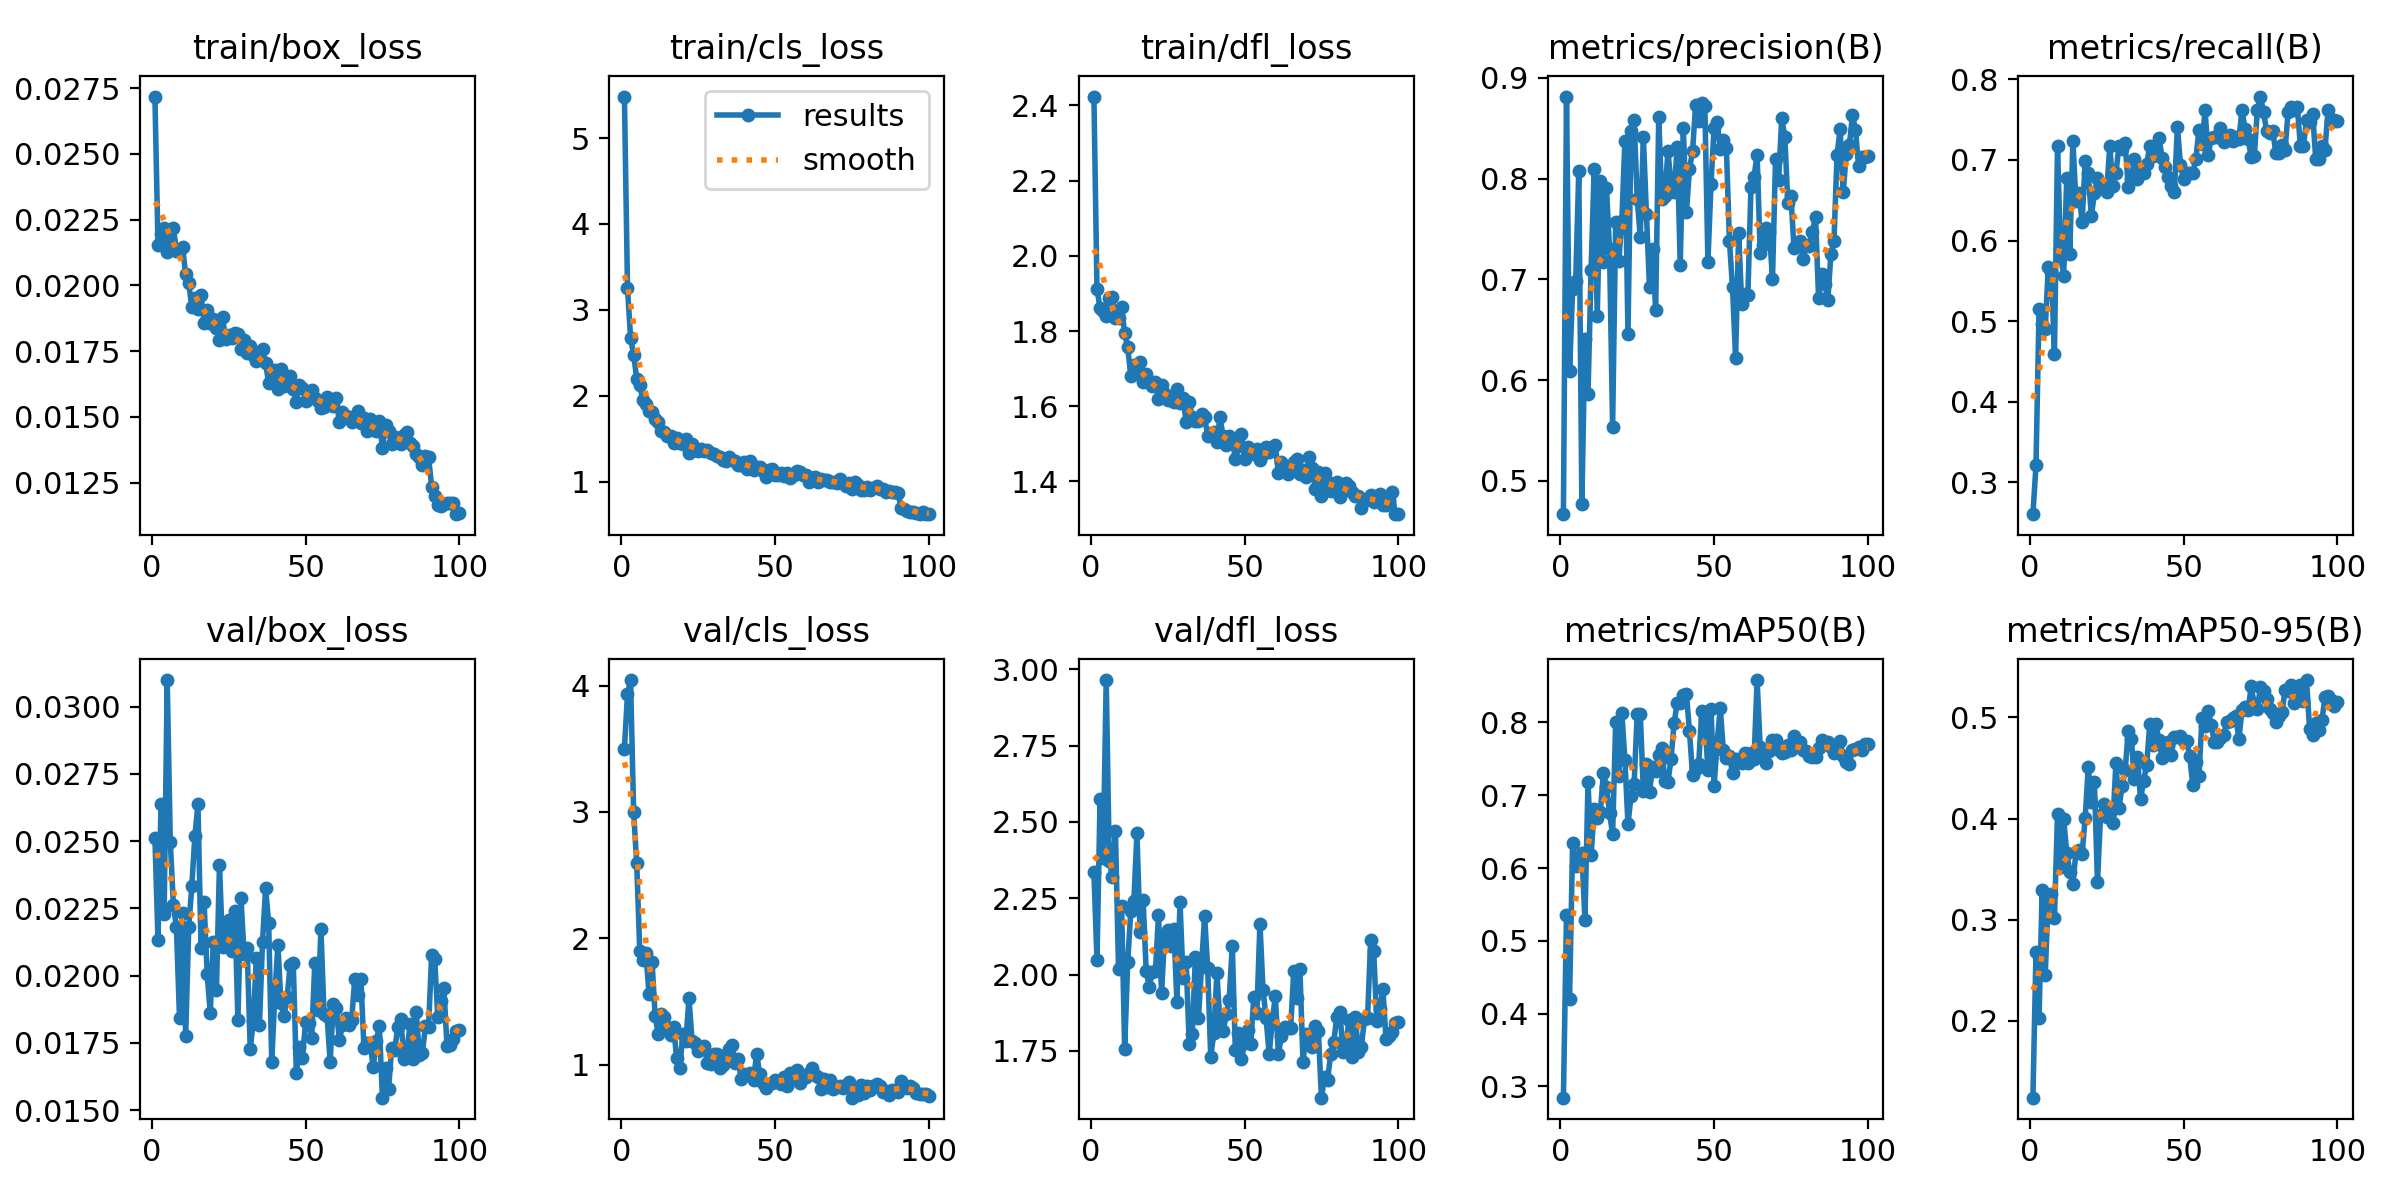 train/box_loss
0.0275
0.0250
0.0225
0.0200
0.0175
0.0150
0.0125
0 50 100
train/cls_loss
results
smooth
5
4
3
2
1
0 50 100
train/dfl_loss
2.4
2.2
2.0
1.8
1.6
1.4
0 50 100
metrics/precision(B)
0.9
0.8
0.7
0.6
0.5
0 50 100
metrics/recall(B)
0.8
0.7
0.6
0.5
0.4
0.3
0 50 100
val/box_loss
0.0300
0.0275
0.0250
0.0225
0.0200
0.0175
0.0150
0 50 100
val/cls_loss
4
3
2
1
0 50 100
val/dfl_loss
3.00
2.75
2.50
2.25
2.00
1.75
0 50 100
metrics/mAP50(B)
0.8
0.7
0.6
0.5
0.4
0.3
0 50 100
metrics/mAP50-95(B)
0.5
0.4
0.3
0.2
0 50 100